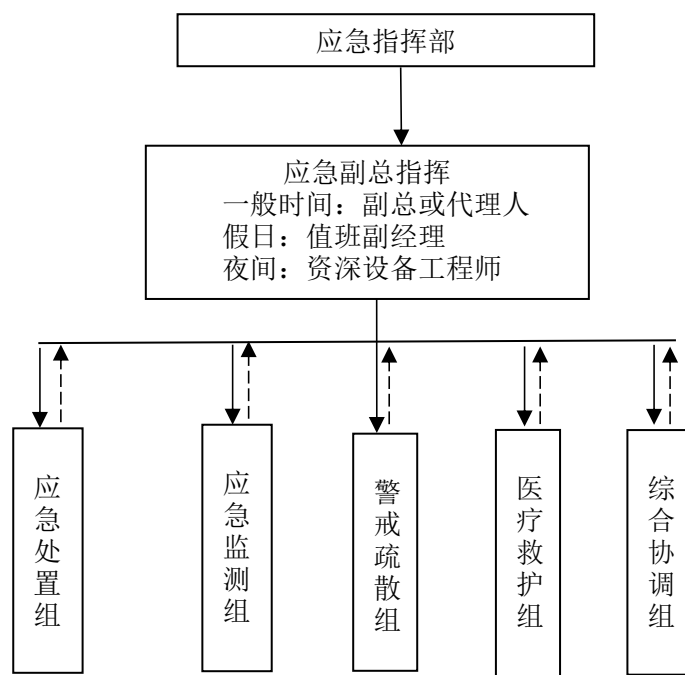 应急指挥部
应急副总指挥
一般时间：副总或代理人
假日：值班副经理
夜间：资深设备工程师
应急处置组
应急监测组
警戒疏散组
医疗救护组
综合协调组